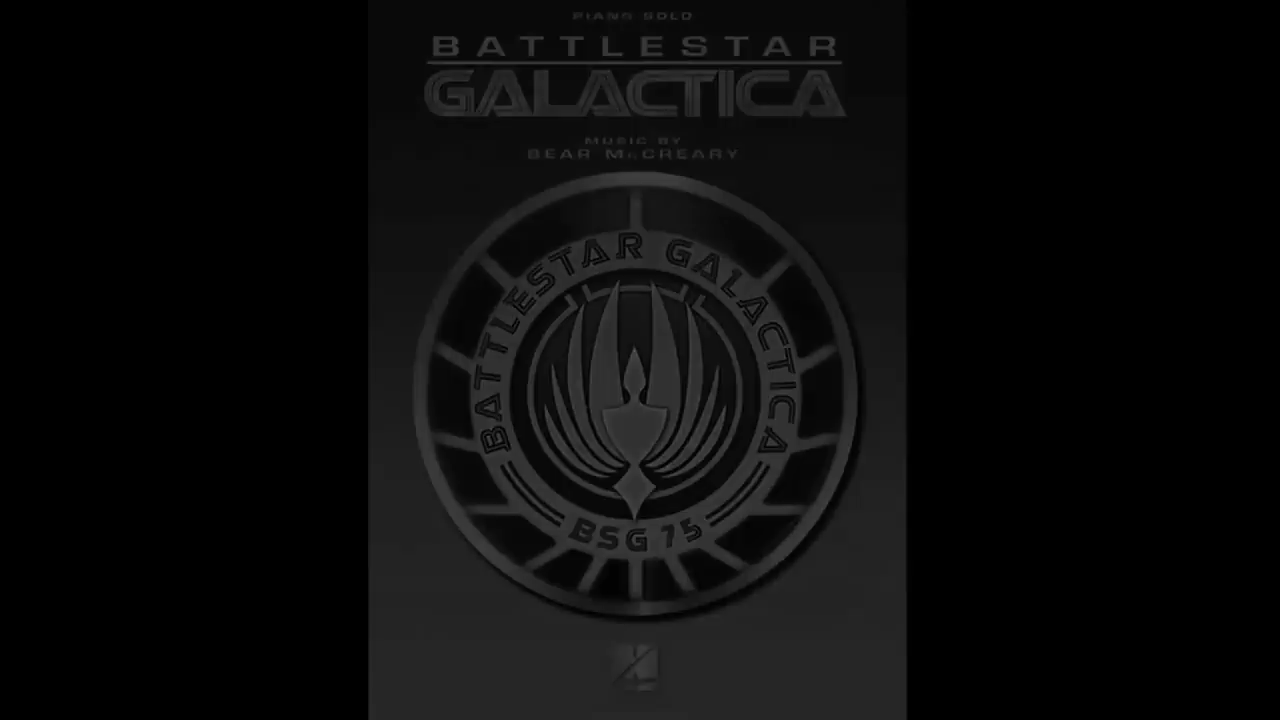 PIANO SOLO
BATTLESTAR
GALACTICA
MUSIC BY
BEAR McCREARY
BATTLESTAR GALACTICA
BSG 75